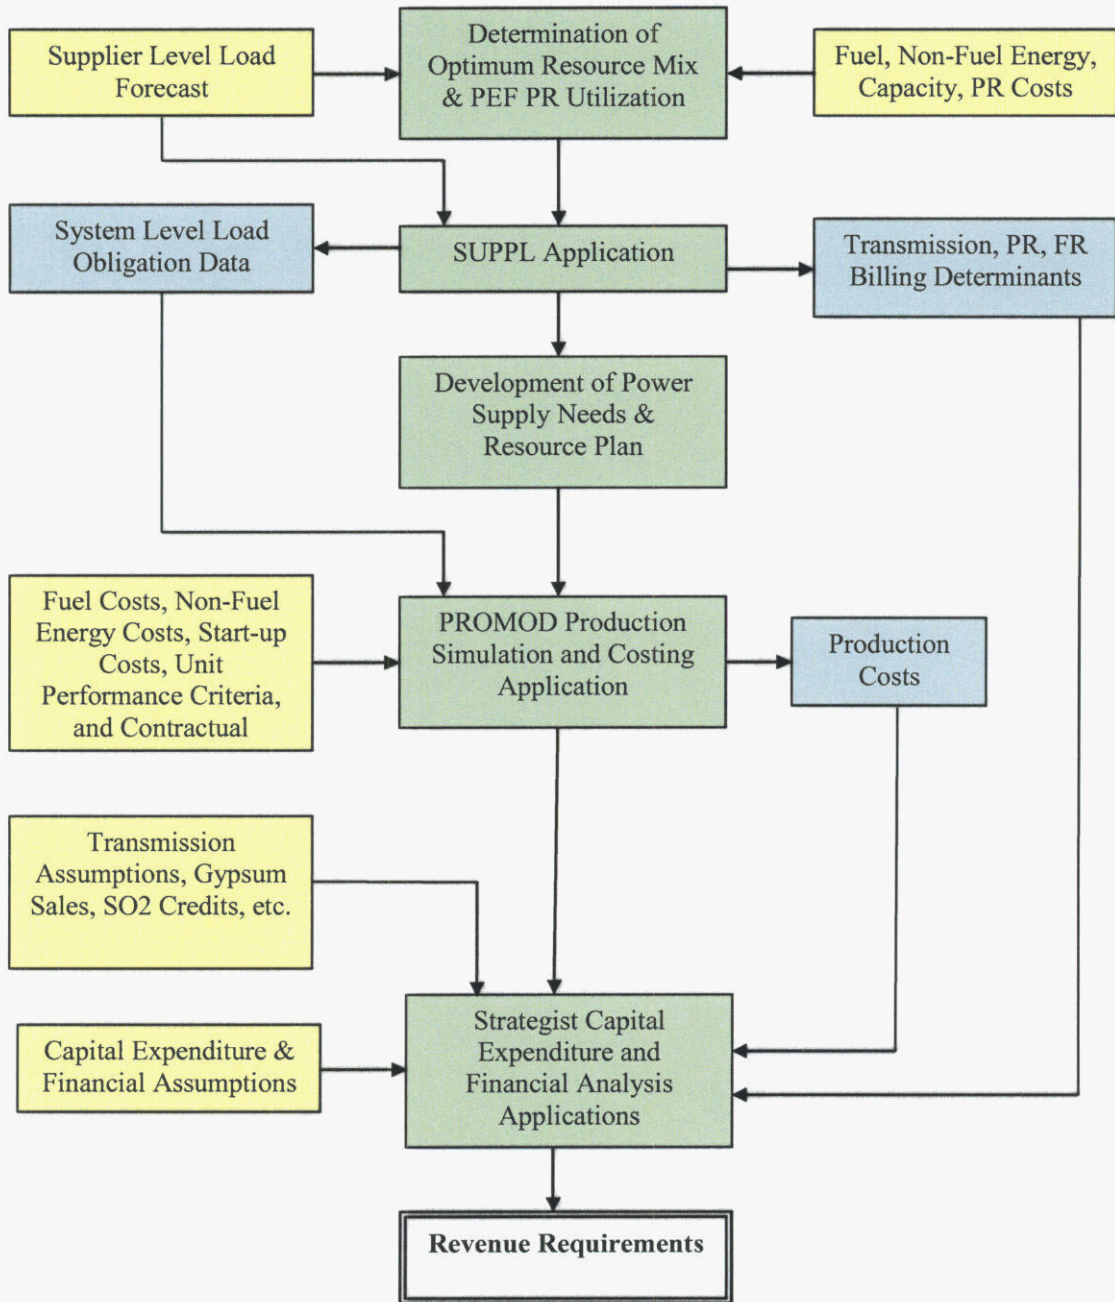 Supplier Level Load
Forecast
Determination of
Optimum Resource Mix
& PEF PR Utilization
Fuel, Non-Fuel Energy,
Capacity, PR Costs
System Level Load
Obligation Data
SUPPL Application
Transmission, PR, FR
Billing Determinants
Development of Power
Supply Needs &
Resource Plan
Fuel Costs, Non-Fuel
Energy Costs, Start-up
Costs, Unit
Performance Criteria,
and Contractual
PROMOD Production
Simulation and Costing
Application
Production
Costs
Transmission
Assumptions, Gypsum
Sales, SO2 Credits, etc.
Capital Expenditure &
Financial Assumptions
Strategist Capital
Expenditure and
Financial Analysis
Applications
Revenue Requirements